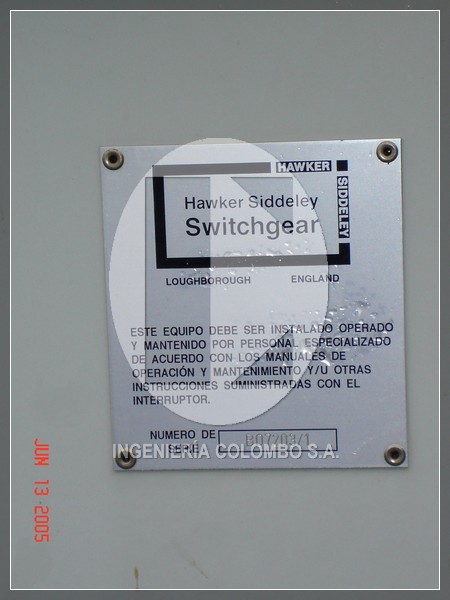 HAWKER
SIDDELEY
Hawker Siddeley
Switchgear
LOUGHBOROUGH ENGLAND
ESTE EQUIPO DEBE SER INSTALADO OPERADO
Y MANTENIDO POR PERSONAL ESPECIALIZADO
DE ACUERDO CON LOS MANUALES DE
OPERACIÓN Y MANTENIMIENTO Y/U OTRAS
INSTRUCCIONES SUMINISTRADAS CON EL
INTERRUPTOR.
NUMERO DE
SERIE
B07203/1
INGENIERIA COLOMBO S.A.
JUN 13 2005